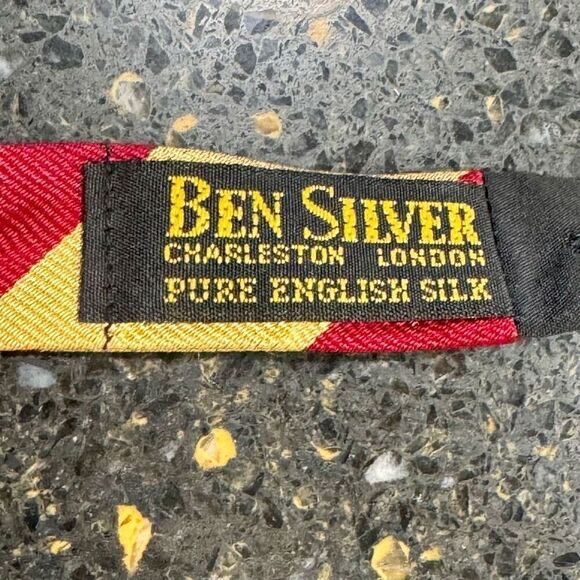 BEN SILVER
CHARLESTON LONDON
PURE ENGLISH SILK